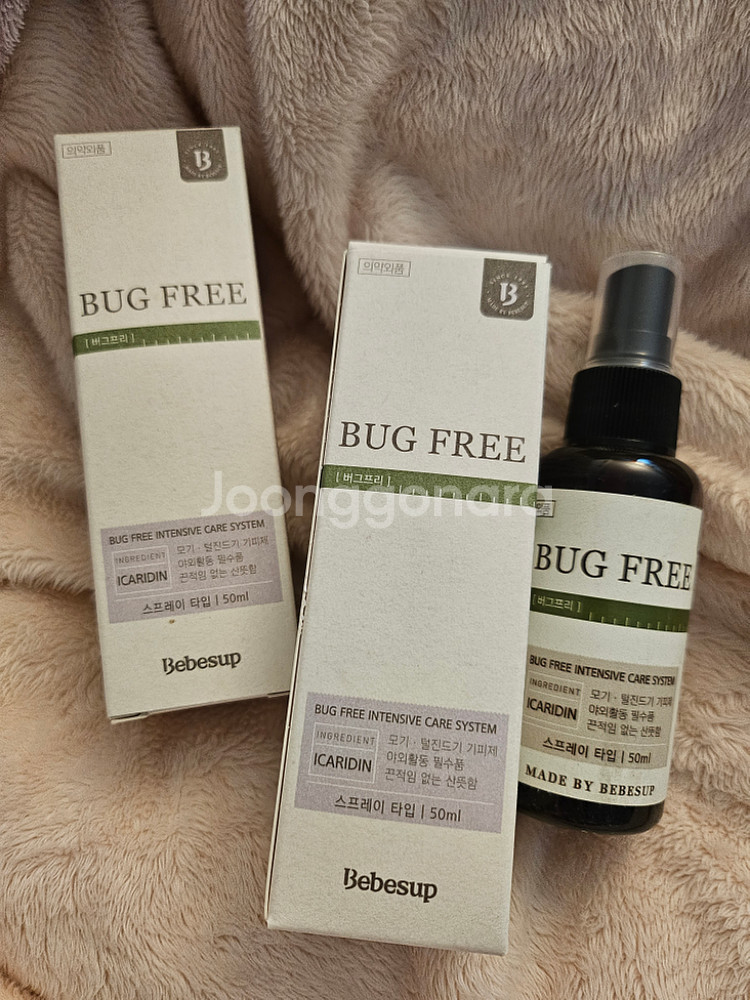 의약외품
B
BUG FREE
[ 버그프리 ]
BUG FREE INTENSIVE CARE SYSTEM
INGREDIENT
ICARIDIN
모기 · 털진드기 기피제
야외활동 필수품
끈적임 없는 산뜻함
스프레이 타입 | 50ml
Bebesup
의약외품
B
MADE BY BEBESUP
BUG FREE
[ 버그프리 ]
BUG FREE INTENSIVE CARE SYSTEM
INGREDIENT
ICARIDIN
모기 · 털진드기 기피제
야외활동 필수품
끈적임 없는 산뜻함
스프레이 타입 | 50ml
Bebesup
BUG FREE
[ 버그프리 ]
BUG FREE INTENSIVE CARE SYSTEM
INGREDIENT
ICARIDIN
모기 · 털진드기 기피제
야외활동 필수품
끈적임 없는 산뜻함
스프레이 타입 | 50ml
MADE BY BEBESUP
Joonggonara